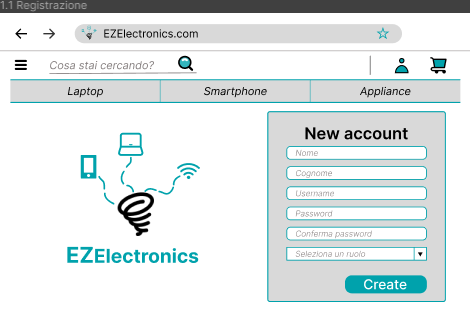 1.1 Registrazione
EZElectronics.com
Cosa stai cercando?
Laptop
Smartphone
Appliance
New account
Nome
Cognome
Username
Password
Conferma password
Seleziona un ruolo
Create
EZElectronics